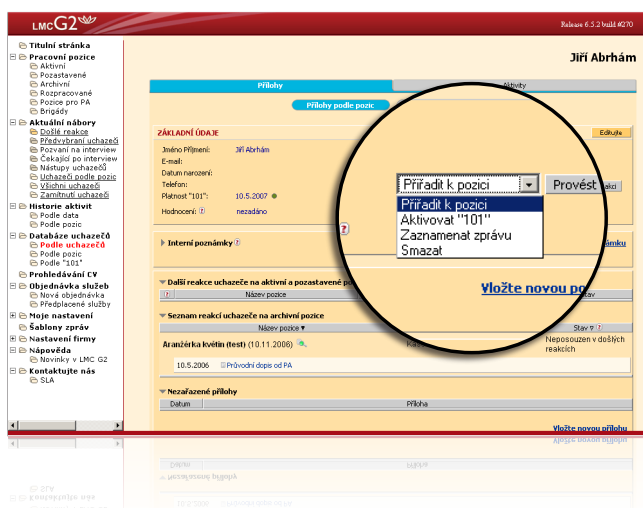 LMCG2
Release 6.5.2 build #270
Titulní stránka
Pracovní pozice
Aktivní
Pozastavené
Archivní
Rozpracované
Pozice pro PA
Brigády
Aktuální nábory
Došlé reakce
Předvybraní uchazeči
Pozvaní na interview
Čekající po interview
Nástupy uchazečů
Uchazeči podle pozic
Všichni uchazeči
Zamítnutí uchazeči
Historie aktivit
Podle data
Podle pozic
Databáze uchazečů
Podle uchazečů
Podle pozic
Podle "101"
Prohledávání CV
Objednávka služeb
Nová objednávka
Předplacené služby
Moje nastavení
Šablony zpráv
Nastavení firmy
Nápověda
Novinky v LMC G2
Kontaktujte nás
SLA
Jiří Abrhám
Přílohy
Aktivity
Přílohy podle pozic
ZÁKLADNÍ ÚDAJE
Editujte
Jméno Příjmení: Jiří Abrhám
E-mail:
Datum narození:
Telefon:
Platnost "101": 10.5.2007
Hodnocení: nezadáno
Přiřadit k pozici
Provést
Přiřadit k pozici
Aktivovat "101"
Zaznamenat zprávu
Smazat
Interní poznámky
Vložte novou po
Další reakce uchazeče na aktivní a pozastavené po
Název pozice
Seznam reakcí uchazeče na archivní pozice
Název pozice
Stav
Aranžérka květin (test) (10.11.2006)
Neposouzen v došlých
reakcích
10.5.2006 Průvodní dopis od PA
Nezařazené přílohy
Datum
Příloha
Vložte novou přílohu